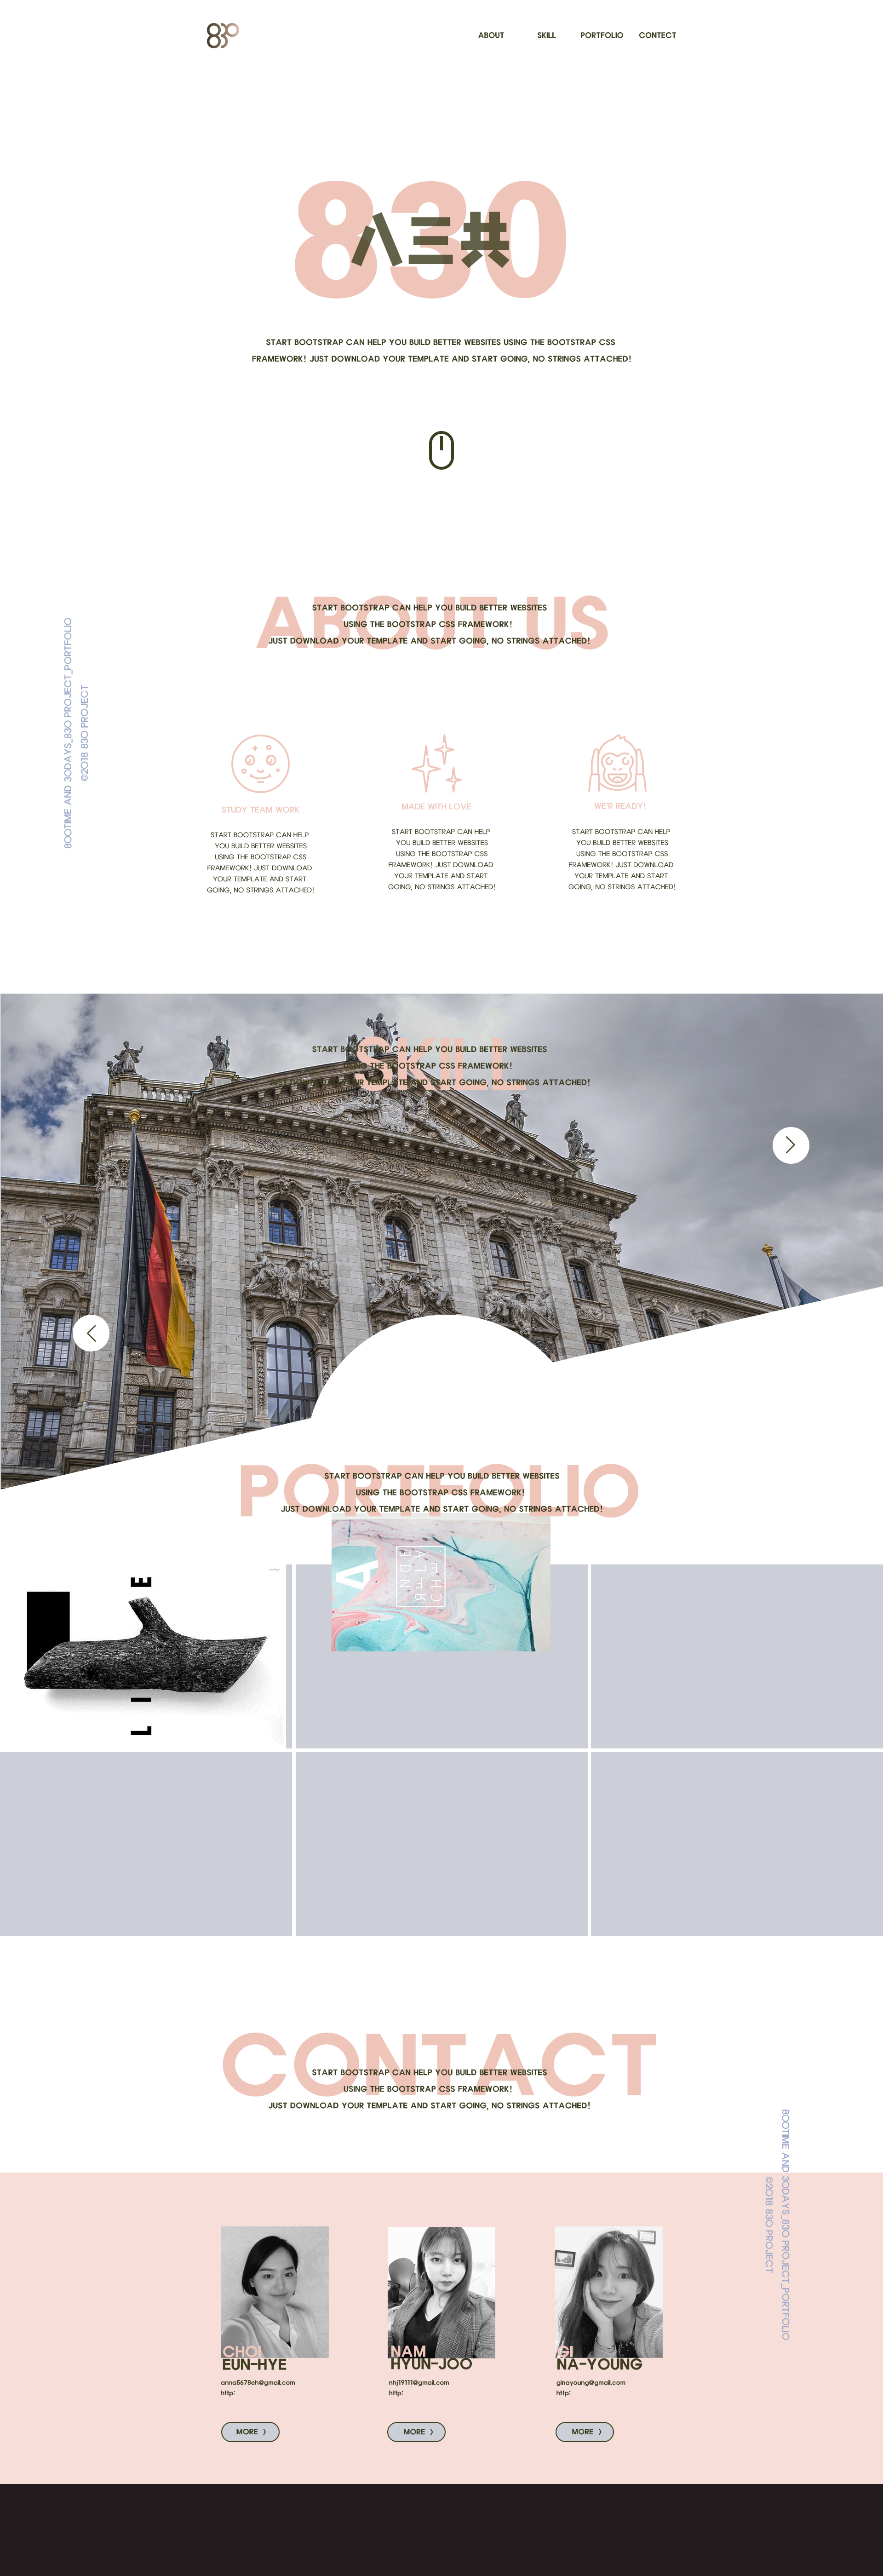 830
ABOUT SKILL PORTFOLIO CONTECT
830
八三共
START BOOTSTRAP CAN HELP YOU BUILD BETTER WEBSITES USING THE BOOTSTRAP CSS
FRAMEWORK! JUST DOWNLOAD YOUR TEMPLATE AND START GOING, NO STRINGS ATTACHED!
800TIME AND 30DAYS_830 PROJECT_PORTFOLIO
©2018 830 PROJECT
ABOUT US
START BOOTSTRAP CAN HELP YOU BUILD BETTER WEBSITES
USING THE BOOTSTRAP CSS FRAMEWORK!
JUST DOWNLOAD YOUR TEMPLATE AND START GOING, NO STRINGS ATTACHED!
STUDY TEAM WORK
START BOOTSTRAP CAN HELP
YOU BUILD BETTER WEBSITES
USING THE BOOTSTRAP CSS
FRAMEWORK! JUST DOWNLOAD
YOUR TEMPLATE AND START
GOING, NO STRINGS ATTACHED!
MADE WITH LOVE
START BOOTSTRAP CAN HELP
YOU BUILD BETTER WEBSITES
USING THE BOOTSTRAP CSS
FRAMEWORK! JUST DOWNLOAD
YOUR TEMPLATE AND START
GOING, NO STRINGS ATTACHED!
WE'R READY!
START BOOTSTRAP CAN HELP
YOU BUILD BETTER WEBSITES
USING THE BOOTSTRAP CSS
FRAMEWORK! JUST DOWNLOAD
YOUR TEMPLATE AND START
GOING, NO STRINGS ATTACHED!
SKILL
START BOOTSTRAP CAN HELP YOU BUILD BETTER WEBSITES
USING THE BOOTSTRAP CSS FRAMEWORK!
JUST DOWNLOAD YOUR TEMPLATE AND START GOING, NO STRINGS ATTACHED!
PORTFOLIO
START BOOTSTRAP CAN HELP YOU BUILD BETTER WEBSITES
USING THE BOOTSTRAP CSS FRAMEWORK!
JUST DOWNLOAD YOUR TEMPLATE AND START GOING, NO STRINGS ATTACHED!
A
CONTACT
START BOOTSTRAP CAN HELP YOU BUILD BETTER WEBSITES
USING THE BOOTSTRAP CSS FRAMEWORK!
JUST DOWNLOAD YOUR TEMPLATE AND START GOING, NO STRINGS ATTACHED!
800TIME AND 30DAYS_830 PROJECT_PORTFOLIO
©2018 830 PROJECT
CHOI
EUN-HYE
anna5678eh@gmail.com
http:
MORE 〉
NAM
HYUN-JOO
nhj19111@gmail.com
http:
MORE 〉
GI
NA-YOUNG
ginayoung@gmail.com
http:
MORE 〉